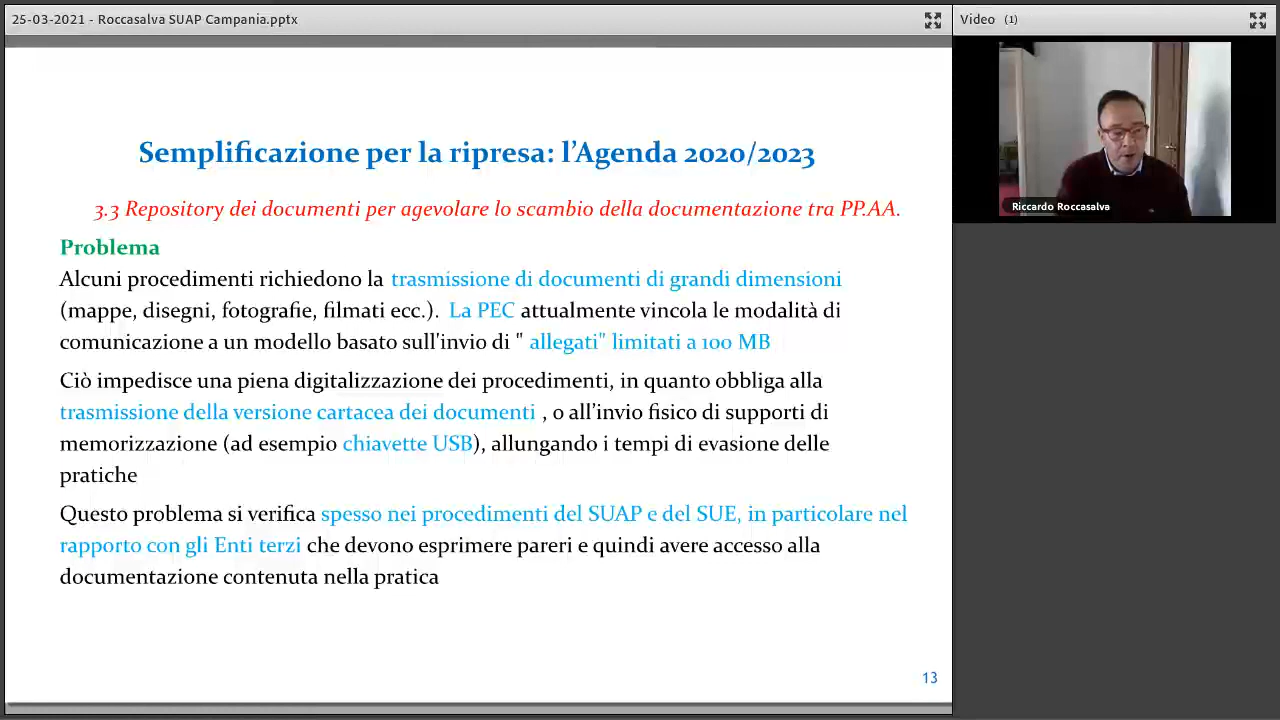 25-03-2021 - Roccasalva SUAP Campania.pptx
Video (1)
Riccardo Roccasalva
Semplificazione per la ripresa: l'Agenda 2020/2023
3.3 Repository dei documenti per agevolare lo scambio della documentazione tra PP.AA.
Problema
Alcuni procedimenti richiedono la trasmissione di documenti di grandi dimensioni
(mappe, disegni, fotografie, filmati ecc.). La PEC attualmente vincola le modalità di
comunicazione a un modello basato sull'invio di " allegati" limitati a 100 MB
Ciò impedisce una piena digitalizzazione dei procedimenti, in quanto obbliga alla
trasmissione della versione cartacea dei documenti , o all'invio fisico di supporti di
memorizzazione (ad esempio chiavette USB), allungando i tempi di evasione delle
pratiche
Questo problema si verifica spesso nei procedimenti del SUAP e del SUE, in particolare nel
rapporto con gli Enti terzi che devono esprimere pareri e quindi avere accesso alla
documentazione contenuta nella pratica
13